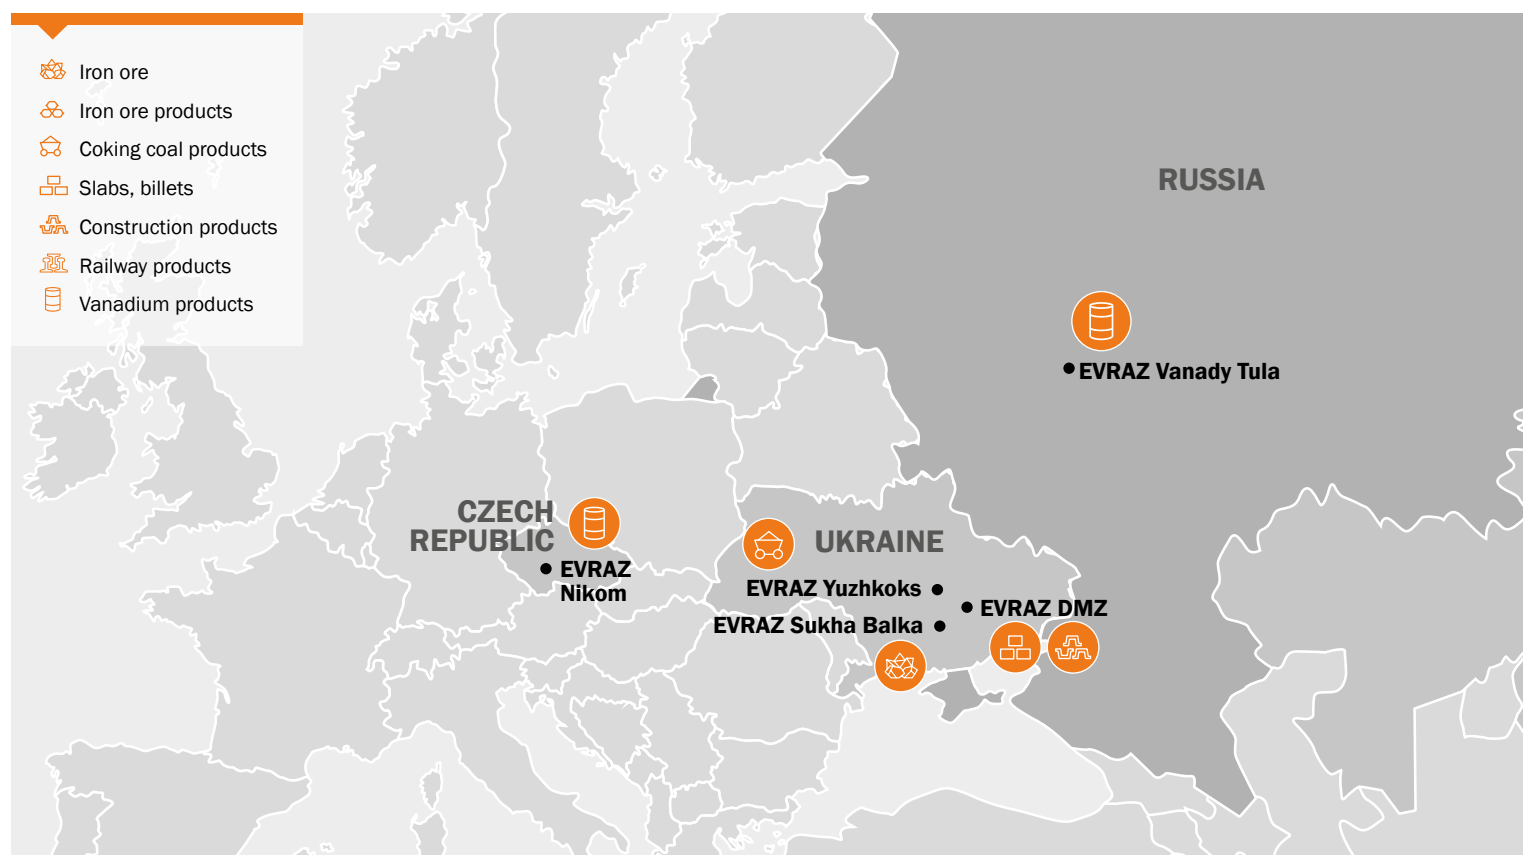 Iron ore
Iron ore products
Coking coal products
Slabs, billets
Construction products
Railway products
Vanadium products
RUSSIA
EVRAZ Vanady Tula
CZECH
REPUBLIC
EVRAZ
Nikom
UKRAINE
EVRAZ Yuzhkoks
EVRAZ DMZ
EVRAZ Sukha Balka